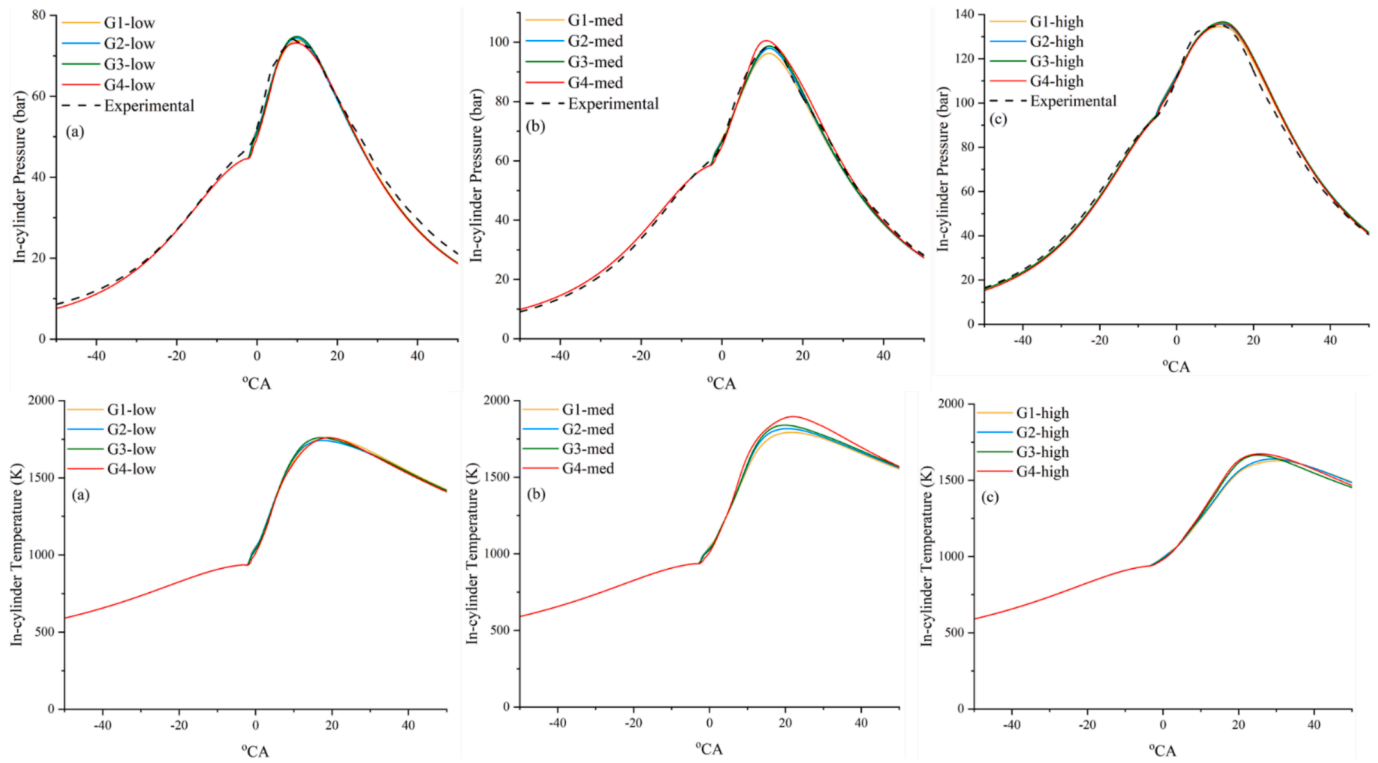 G1-low
G2-low
G3-low
G4-low
Experimental
(a)
In-cylinder Pressure (bar)
80
60
40
20
0
-40 -20 0 20 40
°CA
G1-med
G2-med
G3-med
G4-med
Experimental
(b)
In-cylinder Pressure (bar)
100
80
60
40
20
0
-40 -20 0 20 40
°CA
G1-high
G2-high
G3-high
G4-high
Experimental
(c)
In-cylinder Pressure (bar)
140
120
100
80
60
40
20
0
-40 -20 0 20 40
°CA
G1-low
G2-low
G3-low
G4-low
(a)
In-cylinder Temperature (K)
2000
1500
1000
500
0
-40 -20 0 20 40
°CA
G1-med
G2-med
G3-med
G4-med
(b)
In-cylinder Temperature (K)
2000
1500
1000
500
0
-40 -20 0 20 40
°CA
G1-high
G2-high
G3-high
G4-high
(c)
In-cylinder Temperature (K)
2000
1500
1000
500
0
-40 -20 0 20 40
°CA